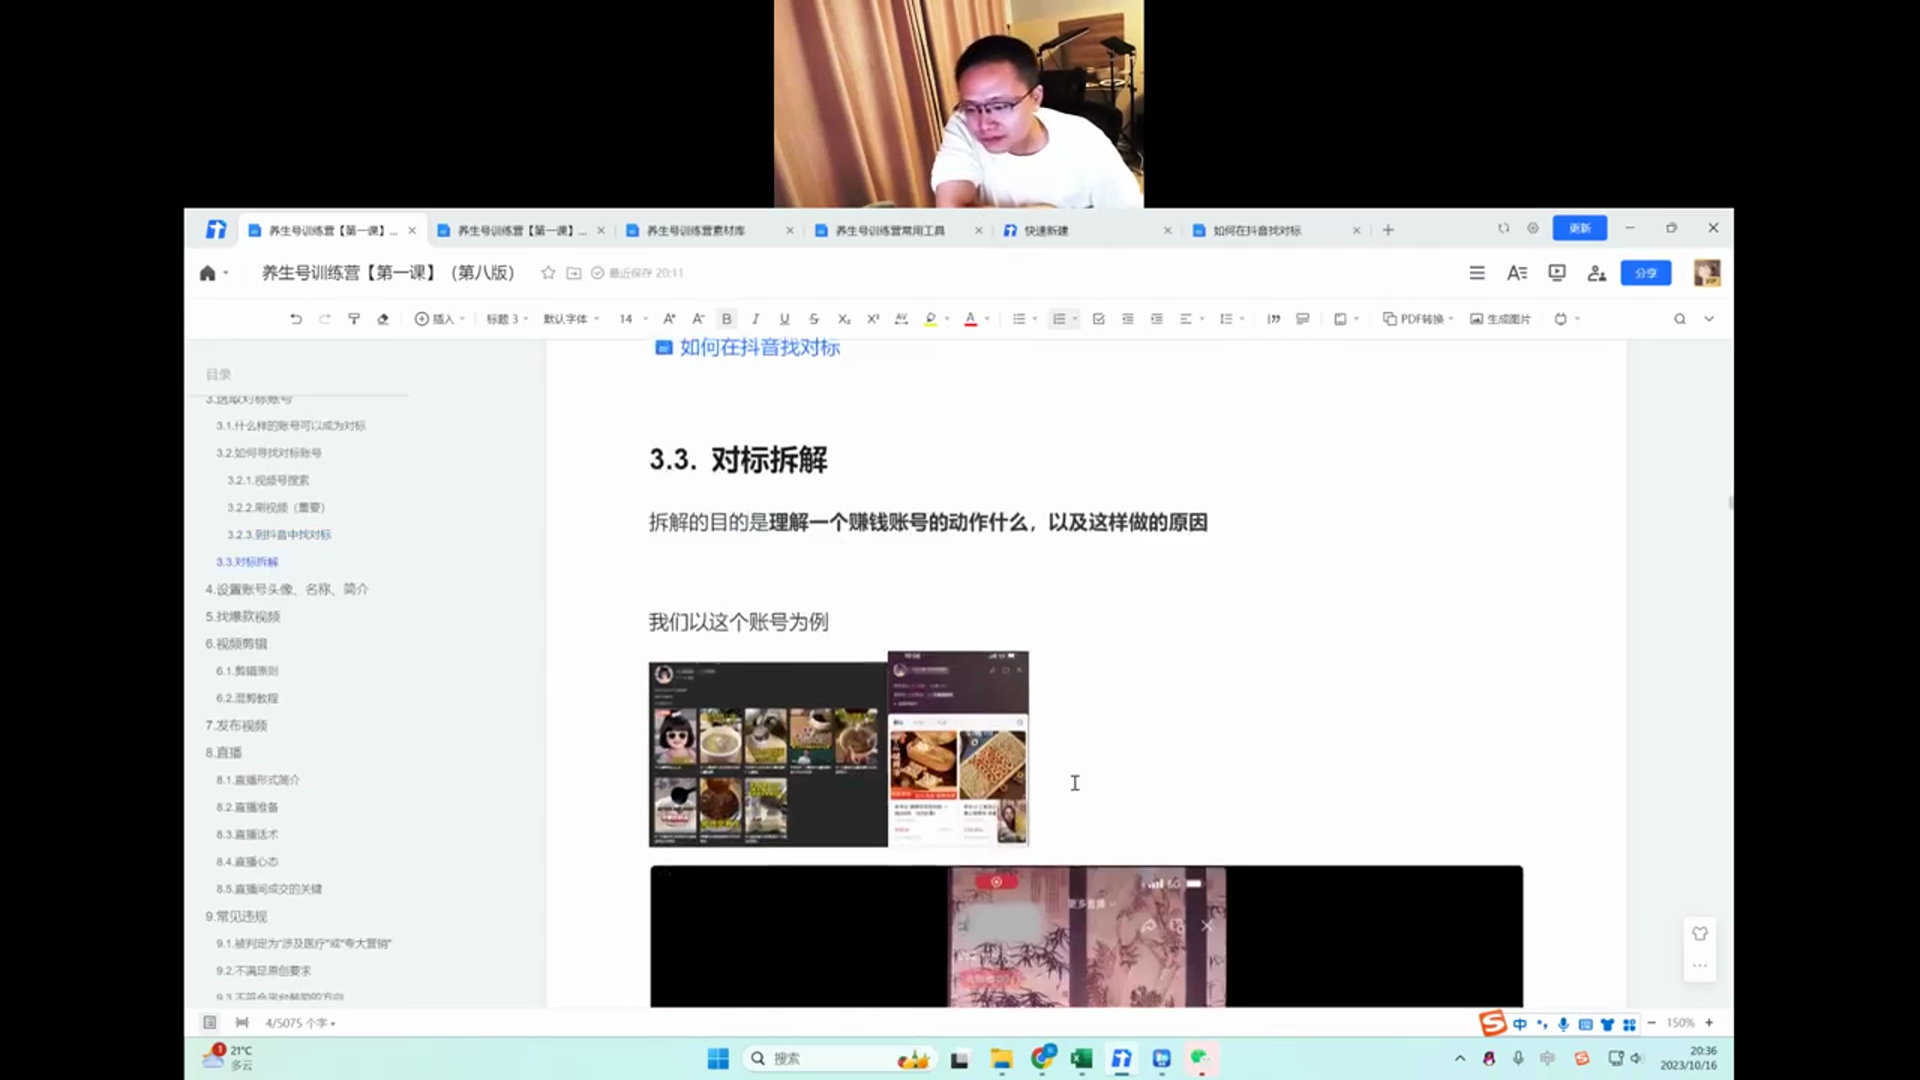 养生号训练营【第一课】...
养生号训练营【第一课】...
养生号训练营素材库
养生号训练营常用工具
快速新建
如何在抖音找对标
更新
养生号训练营【第一课】（第八版）
最近保存 20:11
分享
插入
标题 3
默认字体
14
PDF转换
生成图片
目录
3.选取对标账号
3.1.什么样的账号可以成为对标
3.2.如何寻找对标账号
3.2.1.视频号搜索
3.2.2.刷视频（重要）
3.2.3.到抖音中找对标
3.3.对标拆解
4.设置账号头像、名称、简介
5.找爆款视频
6.视频剪辑
6.1.剪辑原则
6.2.混剪教程
7.发布视频
8.直播
8.1.直播形式简介
8.2.直播准备
8.3.直播话术
8.4.直播心态
8.5.直播间成交的关键
9.常见违规
9.1.被判定为“涉及医疗”或“夸大营销”
9.2.不满足原创要求
9.3.不符合平台鼓励的方向
如何在抖音找对标
3.3. 对标拆解
拆解的目的是理解一个赚钱账号的动作什么，以及这样做的原因
我们以这个账号为例
更多直播
4/5075 个字
中
150%
21°C
多云
搜索
20:36
2023/10/16